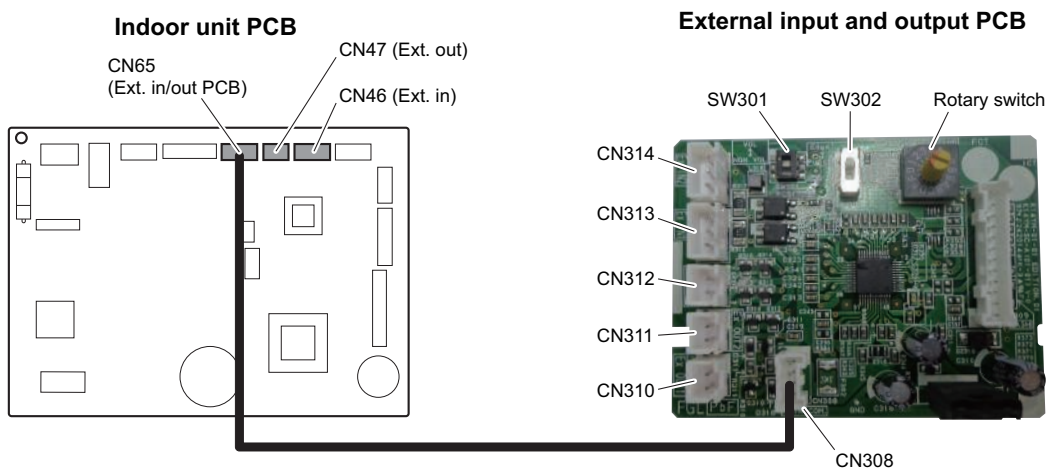 Indoor unit PCB
External input and output PCB
CN65
(Ext. in/out PCB)
CN47 (Ext. out)
CN46 (Ext. in)
SW301
SW302
Rotary switch
CN314
CN313
CN312
CN311
CN310
CN308